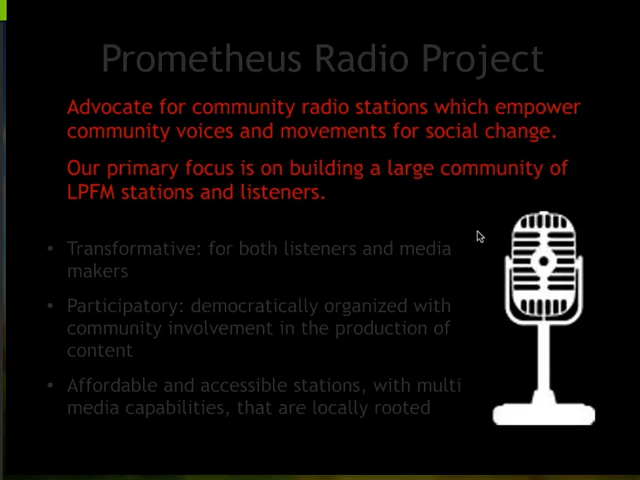 Prometheus Radio Project
Advocate for community radio stations which empower
community voices and movements for social change.
Our primary focus is on building a large community of
LPFM stations and listeners.
• Transformative: for both listeners and media
makers
• Participatory: democratically organized with
community involvement in the production of
content
• Affordable and accessible stations, with multi
media capabilities, that are locally rooted